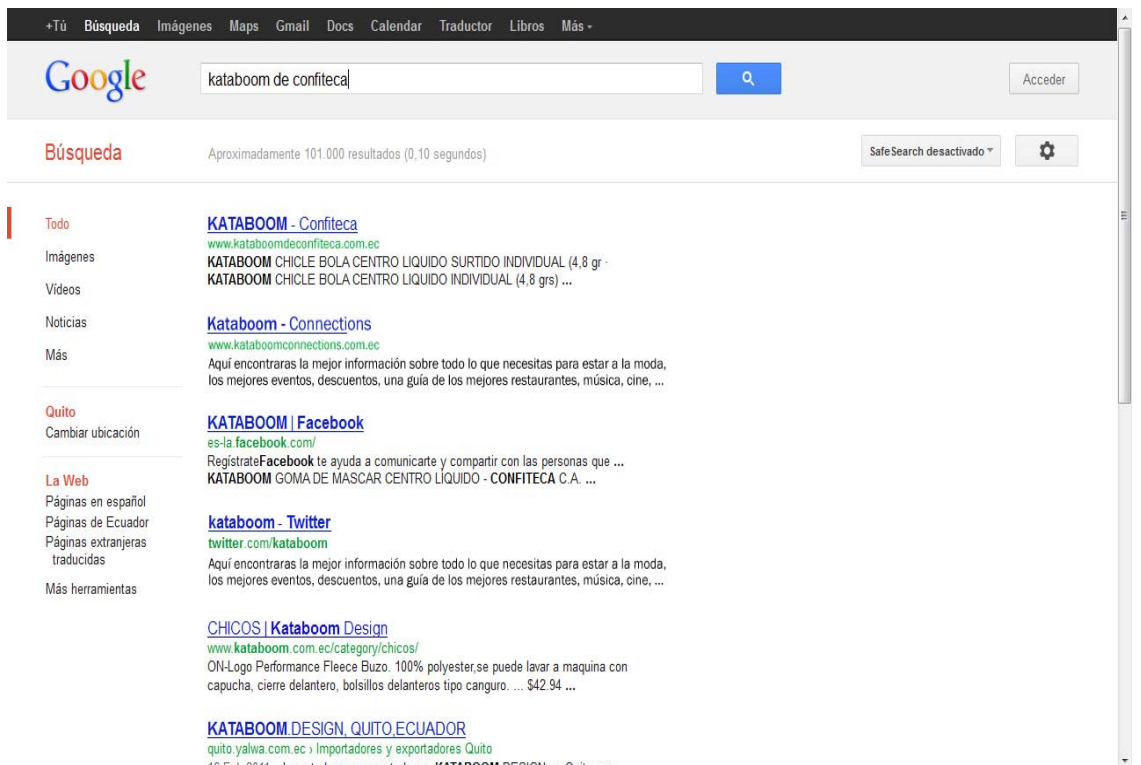 +Tú Búsqueda Imágenes Maps Gmail Docs Calendar Traductor Libros Más
Google
kataboom de confiteca
Acceder
Búsqueda
Aproximadamente 101.000 resultados (0,10 segundos)
SafeSearch desactivado
Todo
Imágenes
Vídeos
Noticias
Más
Quito
Cambiar ubicación
La Web
Páginas en español
Páginas de Ecuador
Páginas extranjeras
traducidas
Más herramientas
KATABOOM - Confiteca
www.kataboomdeconfiteca.com.ec
KATABOOM CHICLE BOLA CENTRO LIQUIDO SURTIDO INDIVIDUAL (4,8 gr ·
KATABOOM CHICLE BOLA CENTRO LIQUIDO INDIVIDUAL (4,8 grs) ...
Kataboom - Connections
www.kataboomconnections.com.ec
Aquí encontraras la mejor información sobre todo lo que necesitas para estar a la moda,
los mejores eventos, descuentos, una guía de los mejores restaurantes, música, cine, ...
KATABOOM | Facebook
es-la.facebook.com/
RegístrateFacebook te ayuda a comunicarte y compartir con las personas que ...
KATABOOM GOMA DE MASCAR CENTRO LÍQUIDO - CONFITECA C.A. ...
kataboom - Twitter
twitter.com/kataboom
Aquí encontraras la mejor información sobre todo lo que necesitas para estar a la moda,
los mejores eventos, descuentos, una guía de los mejores restaurantes, música, cine, ...
CHICOS | Kataboom Design
www.kataboom.com.ec/category/chicos/
ON-Logo Performance Fleece Buzo. 100% polyester,se puede lavar a maquina con
capucha, cierre delantero, bolsillos delanteros tipo canguro. ... $42.94 ...
KATABOOM.DESIGN, QUITO,ECUADOR
quito.yalwa.com.ec › Importadores y exportadores Quito
KATABOOM DESIGN